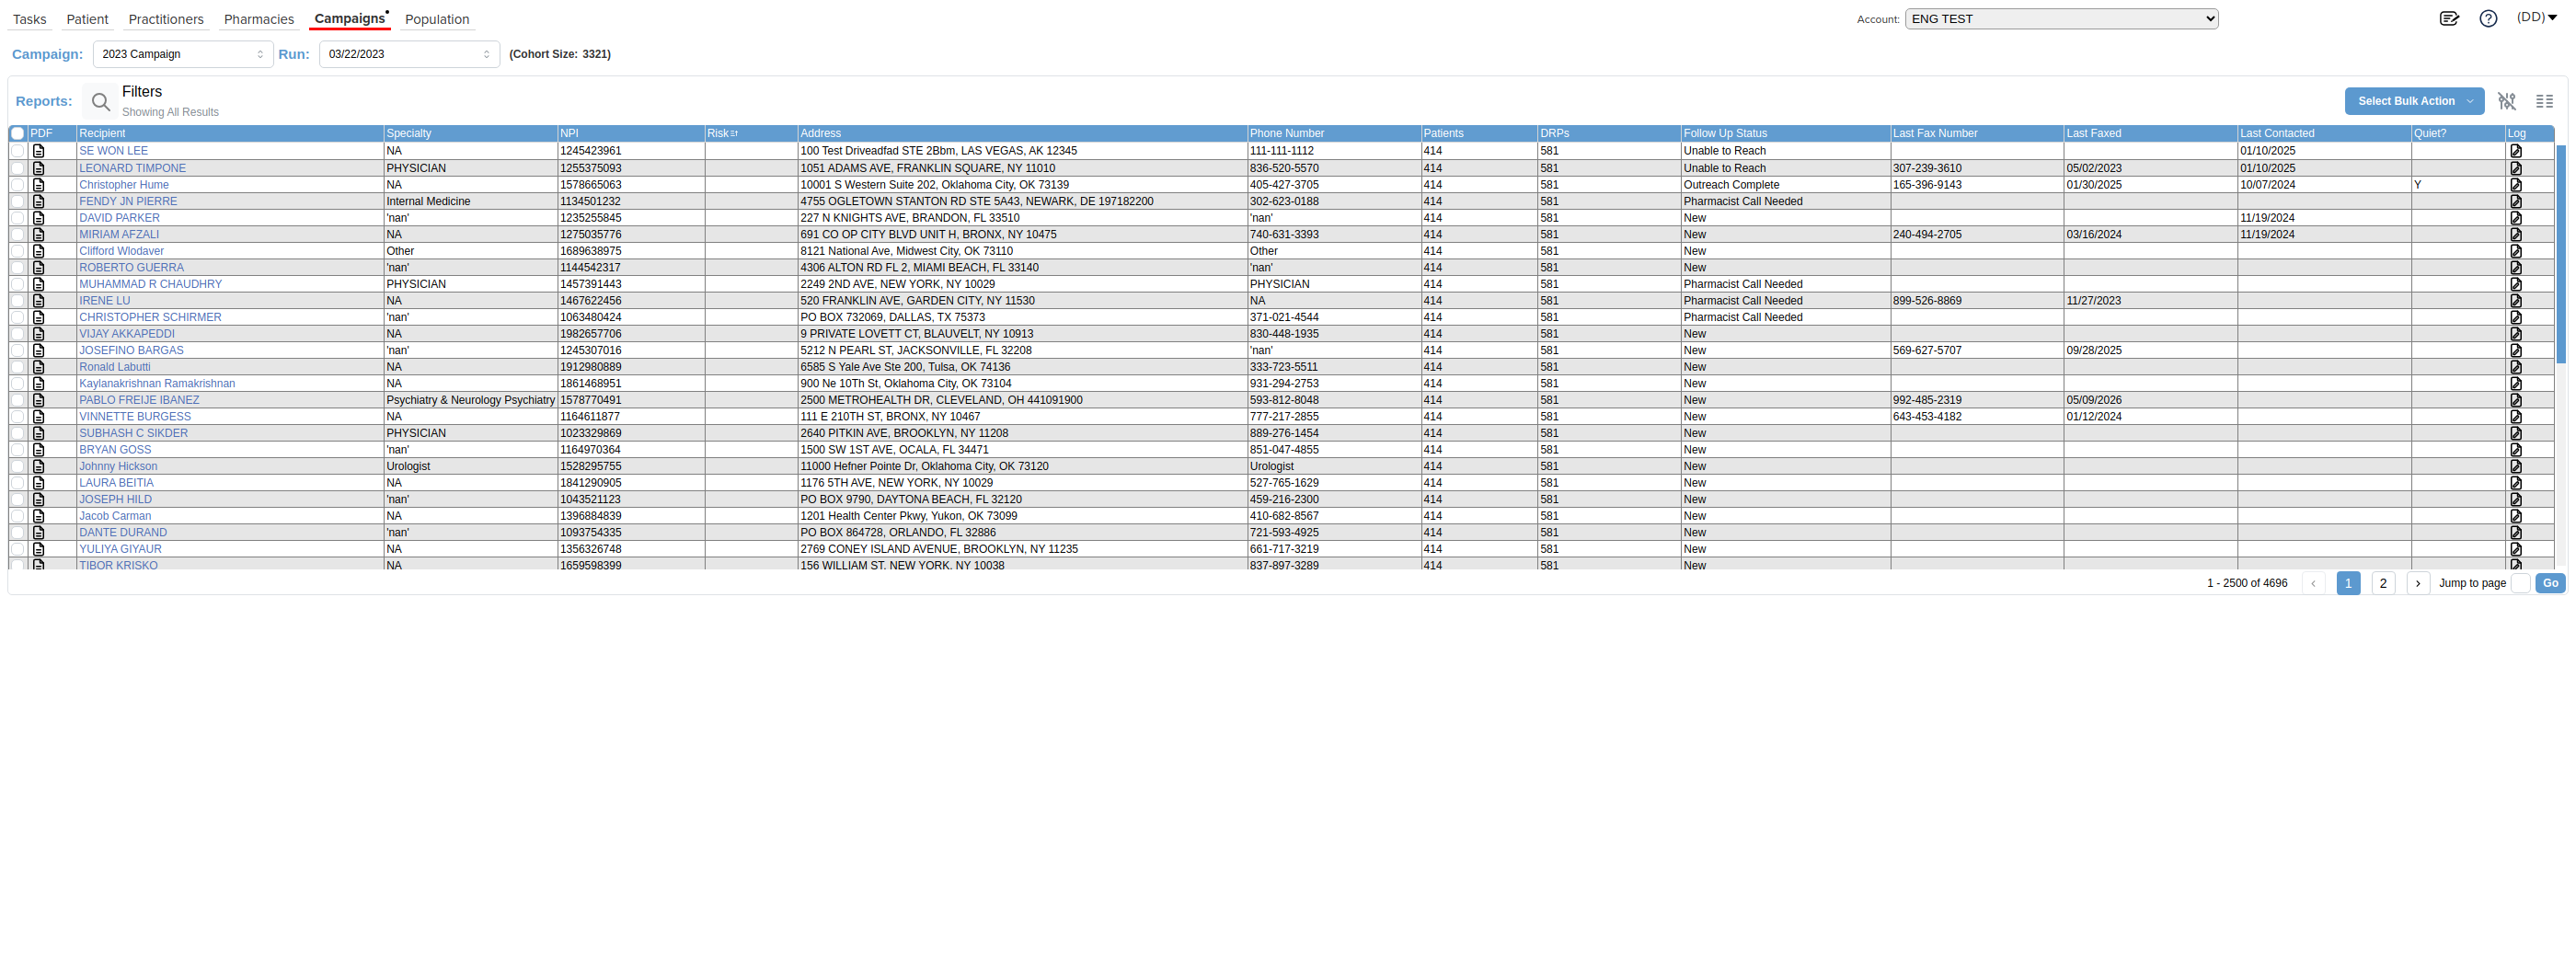 Tasks Patient Practitioners Pharmacies Campaigns Population Account: ENG TEST (DD)
Campaign: 2023 Campaign Run: 03/22/2023 (Cohort Size: 3321)
Reports: Filters Select Bulk Action
Showing All Results
PDF Recipient Specialty NPI Risk Address Phone Number Patients DRPs Follow Up Status Last Fax Number Last Faxed Last Contacted Quiet? Log
SE WON LEE NA 1245423961 100 Test Driveadfad STE 2Bbm, LAS VEGAS, AK 12345 111-111-1112 414 581 Unable to Reach 01/10/2025
LEONARD TIMPONE PHYSICIAN 1255375093 1051 ADAMS AVE, FRANKLIN SQUARE, NY 11010 836-520-5570 414 581 Unable to Reach 307-239-3610 05/02/2023 01/10/2025
Christopher Hume NA 1578665063 10001 S Western Suite 202, Oklahoma City, OK 73139 405-427-3705 414 581 Outreach Complete 165-396-9143 01/30/2025 10/07/2024 Y
FENDY JN PIERRE Internal Medicine 1134501232 4755 OGLETOWN STANTON RD STE 5A43, NEWARK, DE 197182200 302-623-0188 414 581 Pharmacist Call Needed
DAVID PARKER 'nan' 1235255845 227 N KNIGHTS AVE, BRANDON, FL 33510 'nan' 414 581 New 11/19/2024
MIRIAM AFZALI NA 1275035776 691 CO OP CITY BLVD UNIT H, BRONX, NY 10475 740-631-3393 414 581 New 240-494-2705 03/16/2024 11/19/2024
Clifford Wlodaver Other 1689638975 8121 National Ave, Midwest City, OK 73110 Other 414 581 New
ROBERTO GUERRA 'nan' 1144542317 4306 ALTON RD FL 2, MIAMI BEACH, FL 33140 'nan' 414 581 New
MUHAMMAD R CHAUDHRY PHYSICIAN 1457391443 2249 2ND AVE, NEW YORK, NY 10029 PHYSICIAN 414 581 Pharmacist Call Needed
IRENE LU NA 1467622456 520 FRANKLIN AVE, GARDEN CITY, NY 11530 NA 414 581 Pharmacist Call Needed 899-526-8869 11/27/2023
CHRISTOPHER SCHIRMER 'nan' 1063480424 PO BOX 732069, DALLAS, TX 75373 371-021-4544 414 581 Pharmacist Call Needed
VIJAY AKKAPEDDI NA 1982657706 9 PRIVATE LOVETT CT, BLAUVELT, NY 10913 830-448-1935 414 581 New
JOSEFINO BARGAS 'nan' 1245307016 5212 N PEARL ST, JACKSONVILLE, FL 32208 'nan' 414 581 New 569-627-5707 09/28/2025
Ronald Labutti NA 1912980889 6585 S Yale Ave Ste 200, Tulsa, OK 74136 333-723-5511 414 581 New
Kaylanakrishnan Ramakrishnan NA 1861468951 900 Ne 10Th St, Oklahoma City, OK 73104 931-294-2753 414 581 New
PABLO FREIJE IBANEZ Psychiatry & Neurology Psychiatry 1578770491 2500 METROHEALTH DR, CLEVELAND, OH 441091900 593-812-8048 414 581 New 992-485-2319 05/09/2026
VINNETTE BURGESS NA 1164611877 111 E 210TH ST, BRONX, NY 10467 777-217-2855 414 581 New 643-453-4182 01/12/2024
SUBHASH C SIKDER PHYSICIAN 1023329869 2640 PITKIN AVE, BROOKLYN, NY 11208 889-276-1454 414 581 New
BRYAN GOSS 'nan' 1164970364 1500 SW 1ST AVE, OCALA, FL 34471 851-047-4855 414 581 New
Johnny Hickson Urologist 1528295755 11000 Hefner Pointe Dr, Oklahoma City, OK 73120 Urologist 414 581 New
LAURA BEITIA NA 1841290905 1176 5TH AVE, NEW YORK, NY 10029 527-765-1629 414 581 New
JOSEPH HILD 'nan' 1043521123 PO BOX 9790, DAYTONA BEACH, FL 32120 459-216-2300 414 581 New
Jacob Carman NA 1396884839 1201 Health Center Pkwy, Yukon, OK 73099 410-682-8567 414 581 New
DANTE DURAND 'nan' 1093754335 PO BOX 864728, ORLANDO, FL 32886 721-593-4925 414 581 New
YULIYA GIYAUR NA 1356326748 2769 CONEY ISLAND AVENUE, BROOKLYN, NY 11235 661-717-3219 414 581 New
TIBOR KRISKO NA 1659598399 156 WILLIAM ST, NEW YORK, NY 10038 837-897-3289 414 581 New
1 - 2500 of 4696 1 2 Jump to page Go